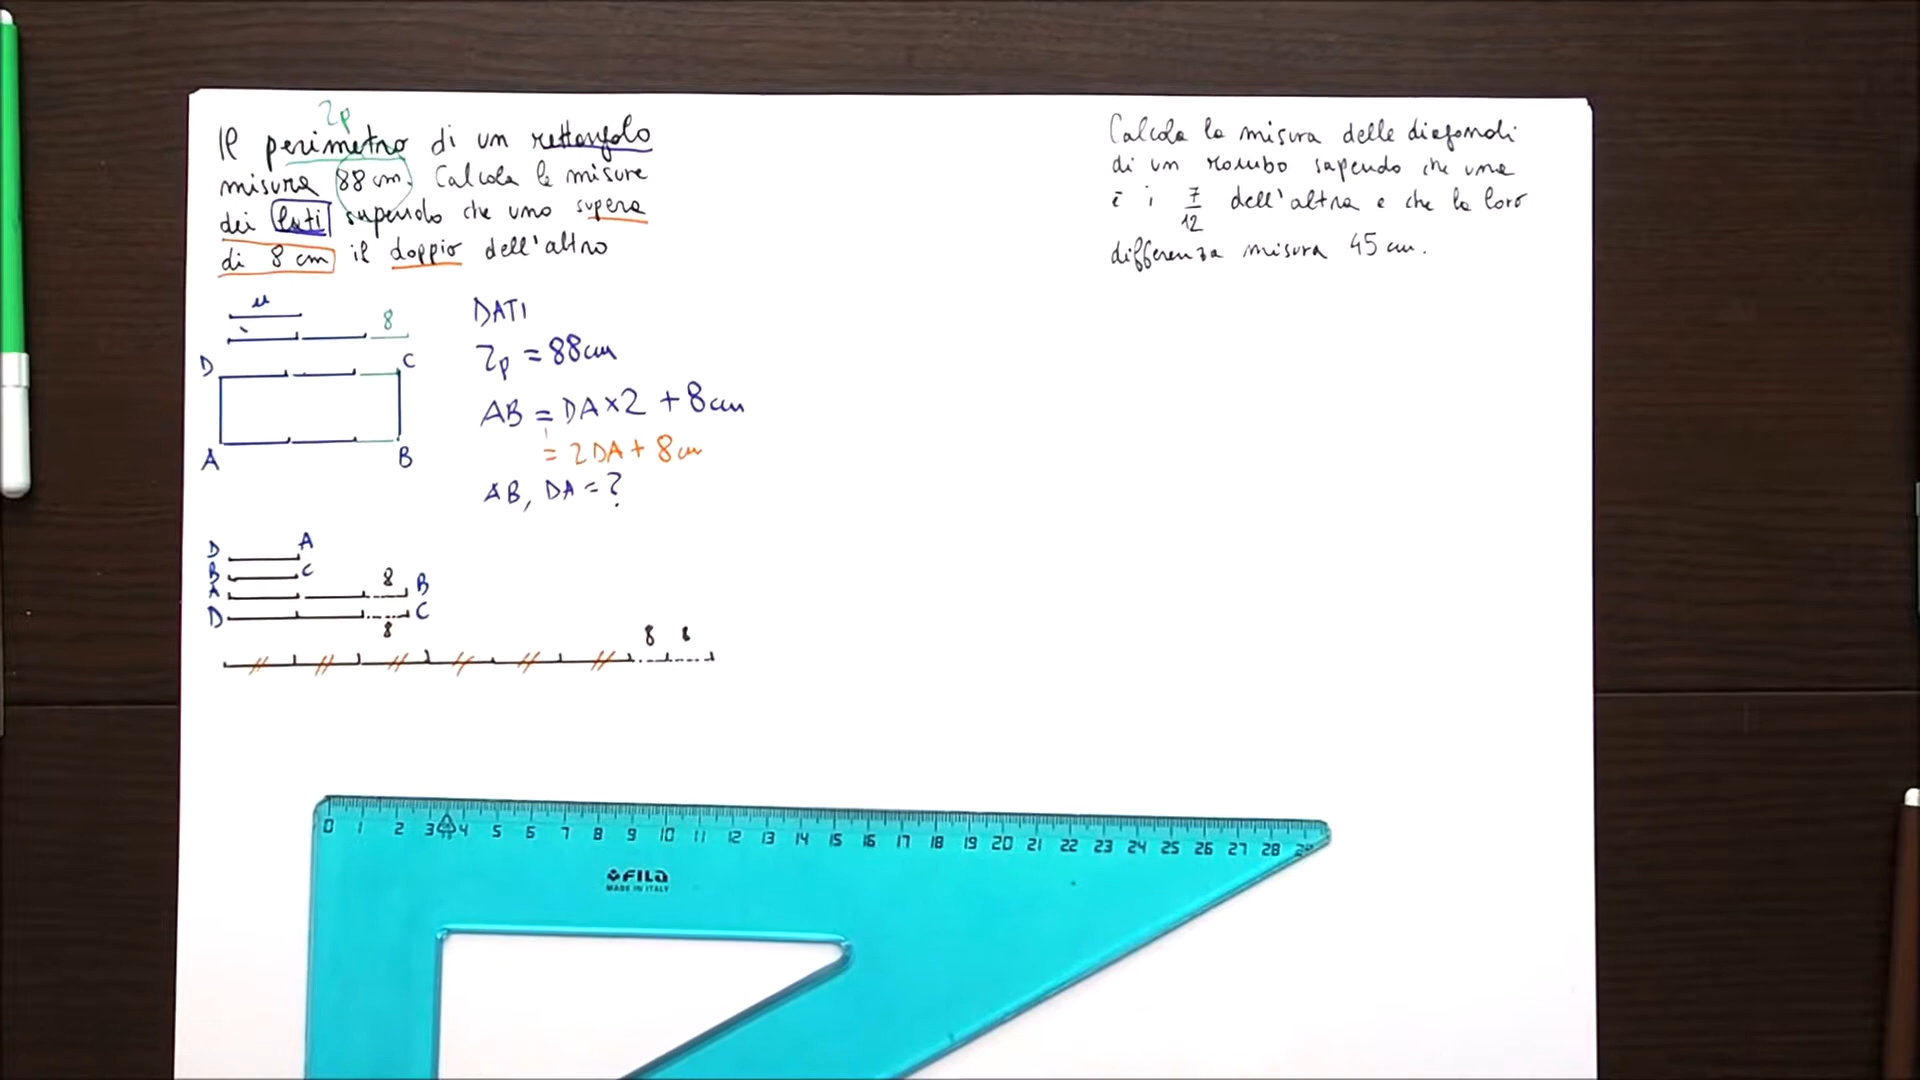 2p
Il perimetro di un rettangolo
misura 88 cm. Calcola le misure
dei lati sapendo che uno supera
di 8 cm il doppio dell'altro
u
8
D C
A B
DATI
2p = 88cm
AB = DA×2 + 8cm
= 2DA + 8cm
AB, DA = ?
D A
B C
A 8 B
D C
8
8 8
Calcola la misura delle diagonali
di un rombo sapendo che una
è i 7/12 dell'altra e che la loro
differenza misura 45 cm.
0 1 2 3 4 5 6 7 8 9 10 11 12 13 14 15 16 17 18 19 20 21 22 23 24 25 26 27 28 29
FILA
MADE IN ITALY